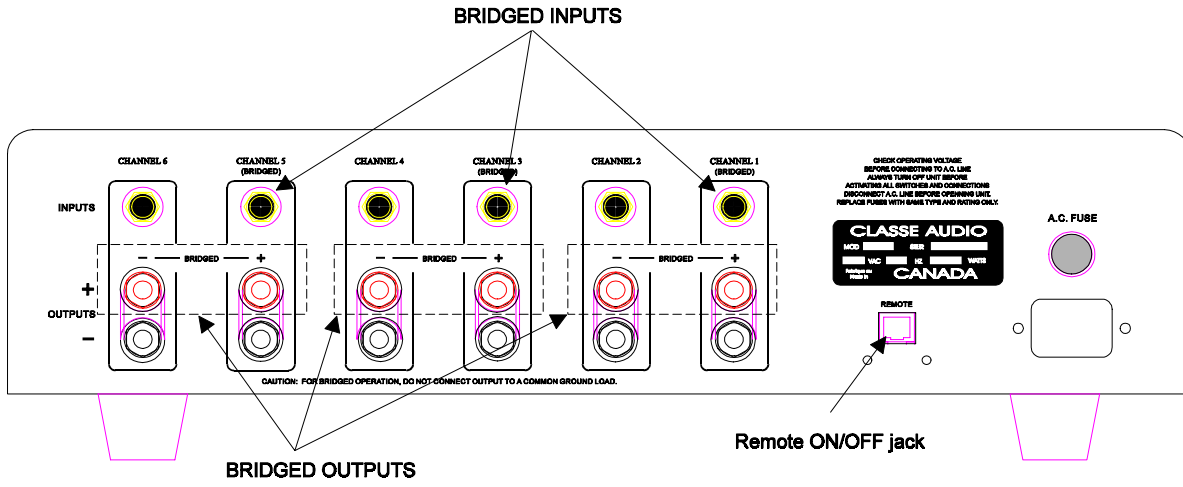 BRIDGED INPUTS
CHANNEL 6
CHANNEL 5
(BRIDGED)
CHANNEL 4
CHANNEL 3
(BRIDGED)
CHANNEL 2
CHANNEL 1
(BRIDGED)
CHECK OPERATING VOLTAGE
BEFORE CONNECTING TO A.C. LINE
ALWAYS TURN OFF UNIT BEFORE
ACTIVATING ALL SWITCHES AND CONNECTIONS
DISCONNECT A.C. LINE BEFORE OPENNING UNIT.
REPLACE FUSES WITH SAME TYPE AND RATING ONLY.
INPUTS
A.C. FUSE
CLASSE AUDIO
MOD SER
VAC HZ WATTS
Fabrique au
Made in
CANADA
− BRIDGED +
− BRIDGED +
− BRIDGED +
+
OUTPUTS
−
REMOTE
CAUTION: FOR BRIDGED OPERATION, DO NOT CONNECT OUTPUT TO A COMMON GROUND LOAD.
Remote ON/OFF jack
BRIDGED OUTPUTS